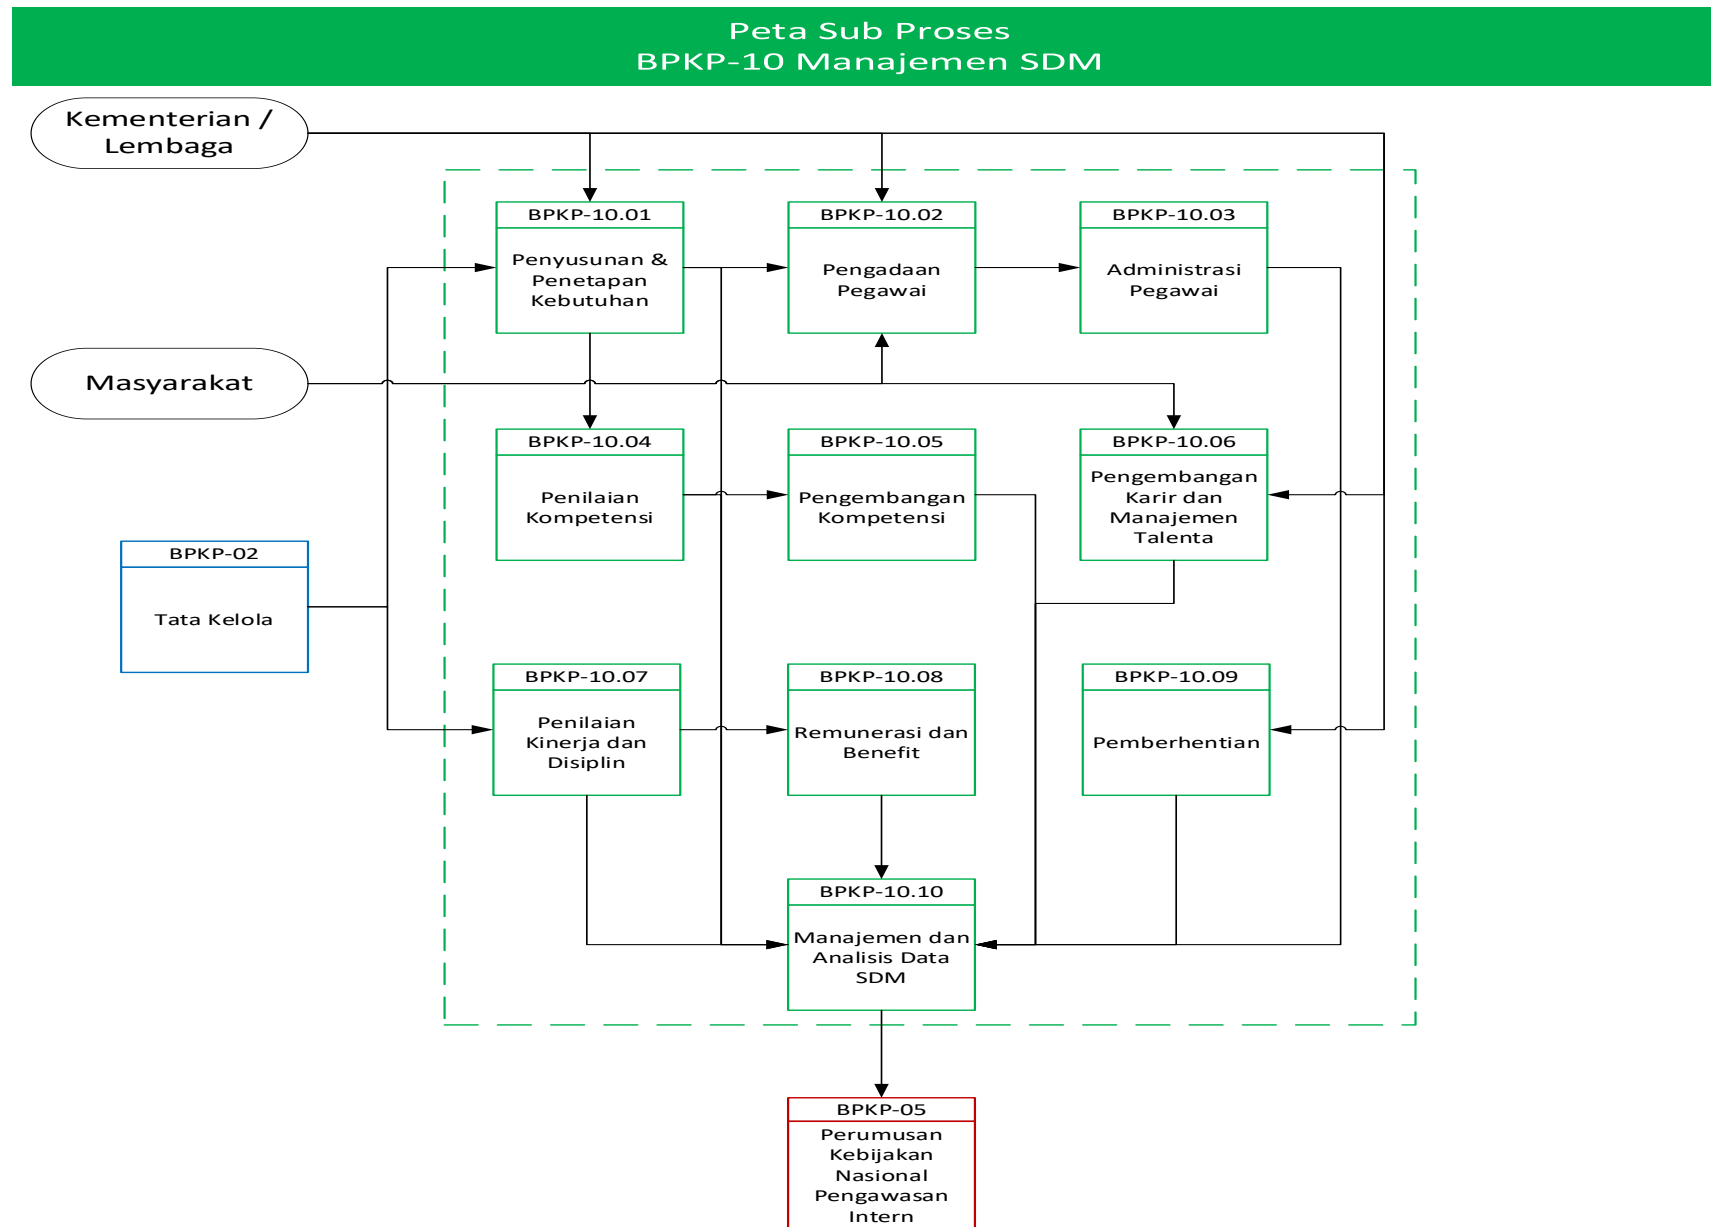 Peta Sub Proses
BPKP-10 Manajemen SDM
Kementerian /
Lembaga
BPKP-10.01
Penyusunan &
Penetapan
Kebutuhan
BPKP-10.02
Pengadaan
Pegawai
BPKP-10.03
Administrasi
Pegawai
Masyarakat
BPKP-10.04
Penilaian
Kompetensi
BPKP-10.05
Pengembangan
Kompetensi
BPKP-10.06
Pengembangan
Karir dan
Manajemen
Talenta
BPKP-02
Tata Kelola
BPKP-10.07
Penilaian
Kinerja dan
Disiplin
BPKP-10.08
Remunerasi dan
Benefit
BPKP-10.09
Pemberhentian
BPKP-10.10
Manajemen dan
Analisis Data
SDM
BPKP-05
Perumusan
Kebijakan
Nasional
Pengawasan
Intern